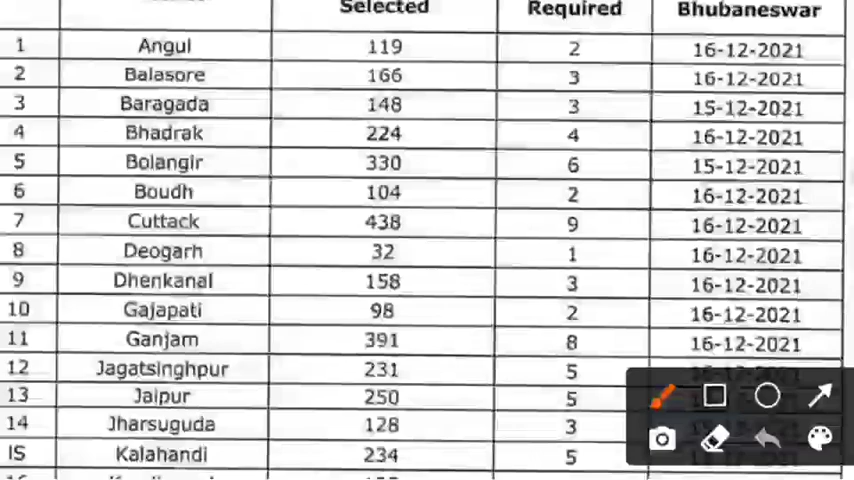 Selected Required Bhubaneswar
1 Angul 119 2 16-12-2021
2 Balasore 166 3 16-12-2021
3 Baragada 148 3 15-12-2021
4 Bhadrak 224 4 16-12-2021
5 Bolangir 330 6 15-12-2021
6 Boudh 104 2 16-12-2021
7 Cuttack 438 9 16-12-2021
8 Deogarh 32 1 16-12-2021
9 Dhenkanal 158 3 16-12-2021
10 Gajapati 98 2 16-12-2021
11 Ganjam 391 8 16-12-2021
12 Jagatsinghpur 231 5
13 Jaipur 250 5
14 Jharsuguda 128 3
IS Kalahandi 234 5